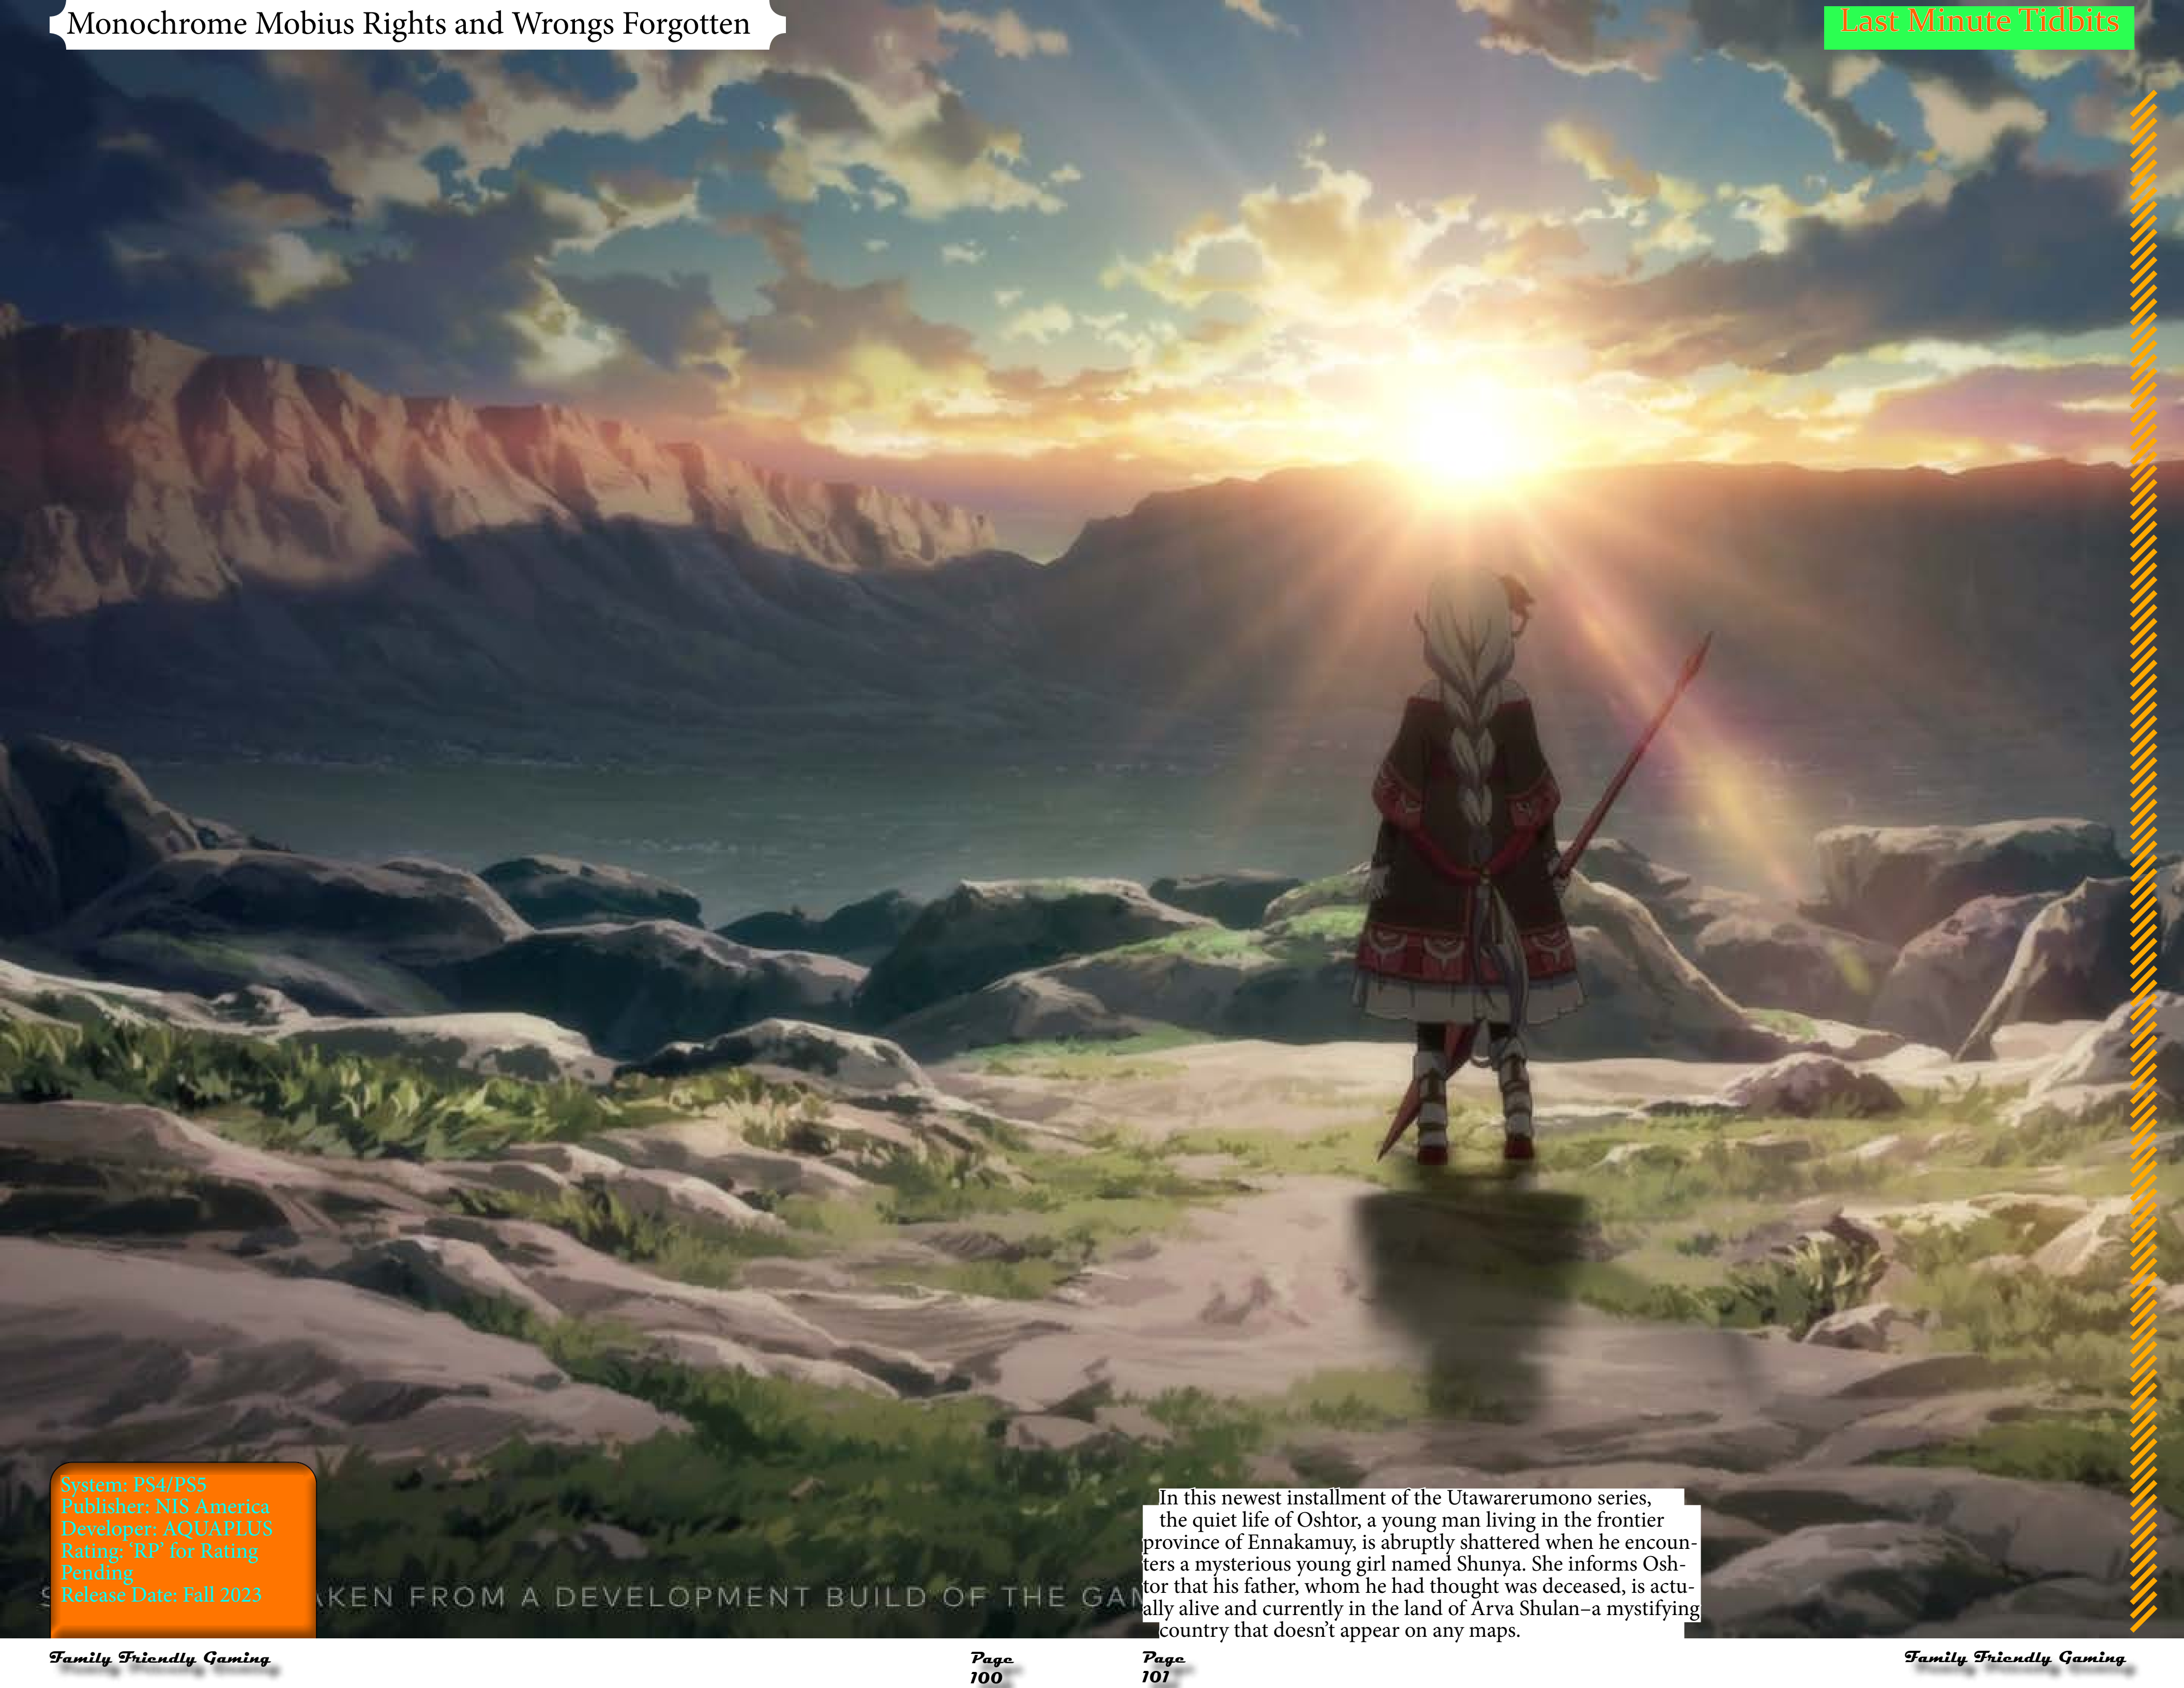 Monochrome Mobius Rights and Wrongs Forgotten
Last Minute Tidbits
System: PS4/PS5
Publisher: NIS America
Developer: AQUAPLUS
Rating: ‘RP’ for Rating
Pending
Release Date: Fall 2023
AKEN FROM A DEVELOPMENT BUILD OF THE GAM
In this newest installment of the Utawarerumono series,
the quiet life of Oshtor, a young man living in the frontier
province of Ennakamuy, is abruptly shattered when he encoun-
ters a mysterious young girl named Shunya. She informs Osh-
tor that his father, whom he had thought was deceased, is actu-
ally alive and currently in the land of Arva Shulan–a mystifying
country that doesn’t appear on any maps.
Family Friendly Gaming
Page
100
Page
101
Family Friendly Gaming